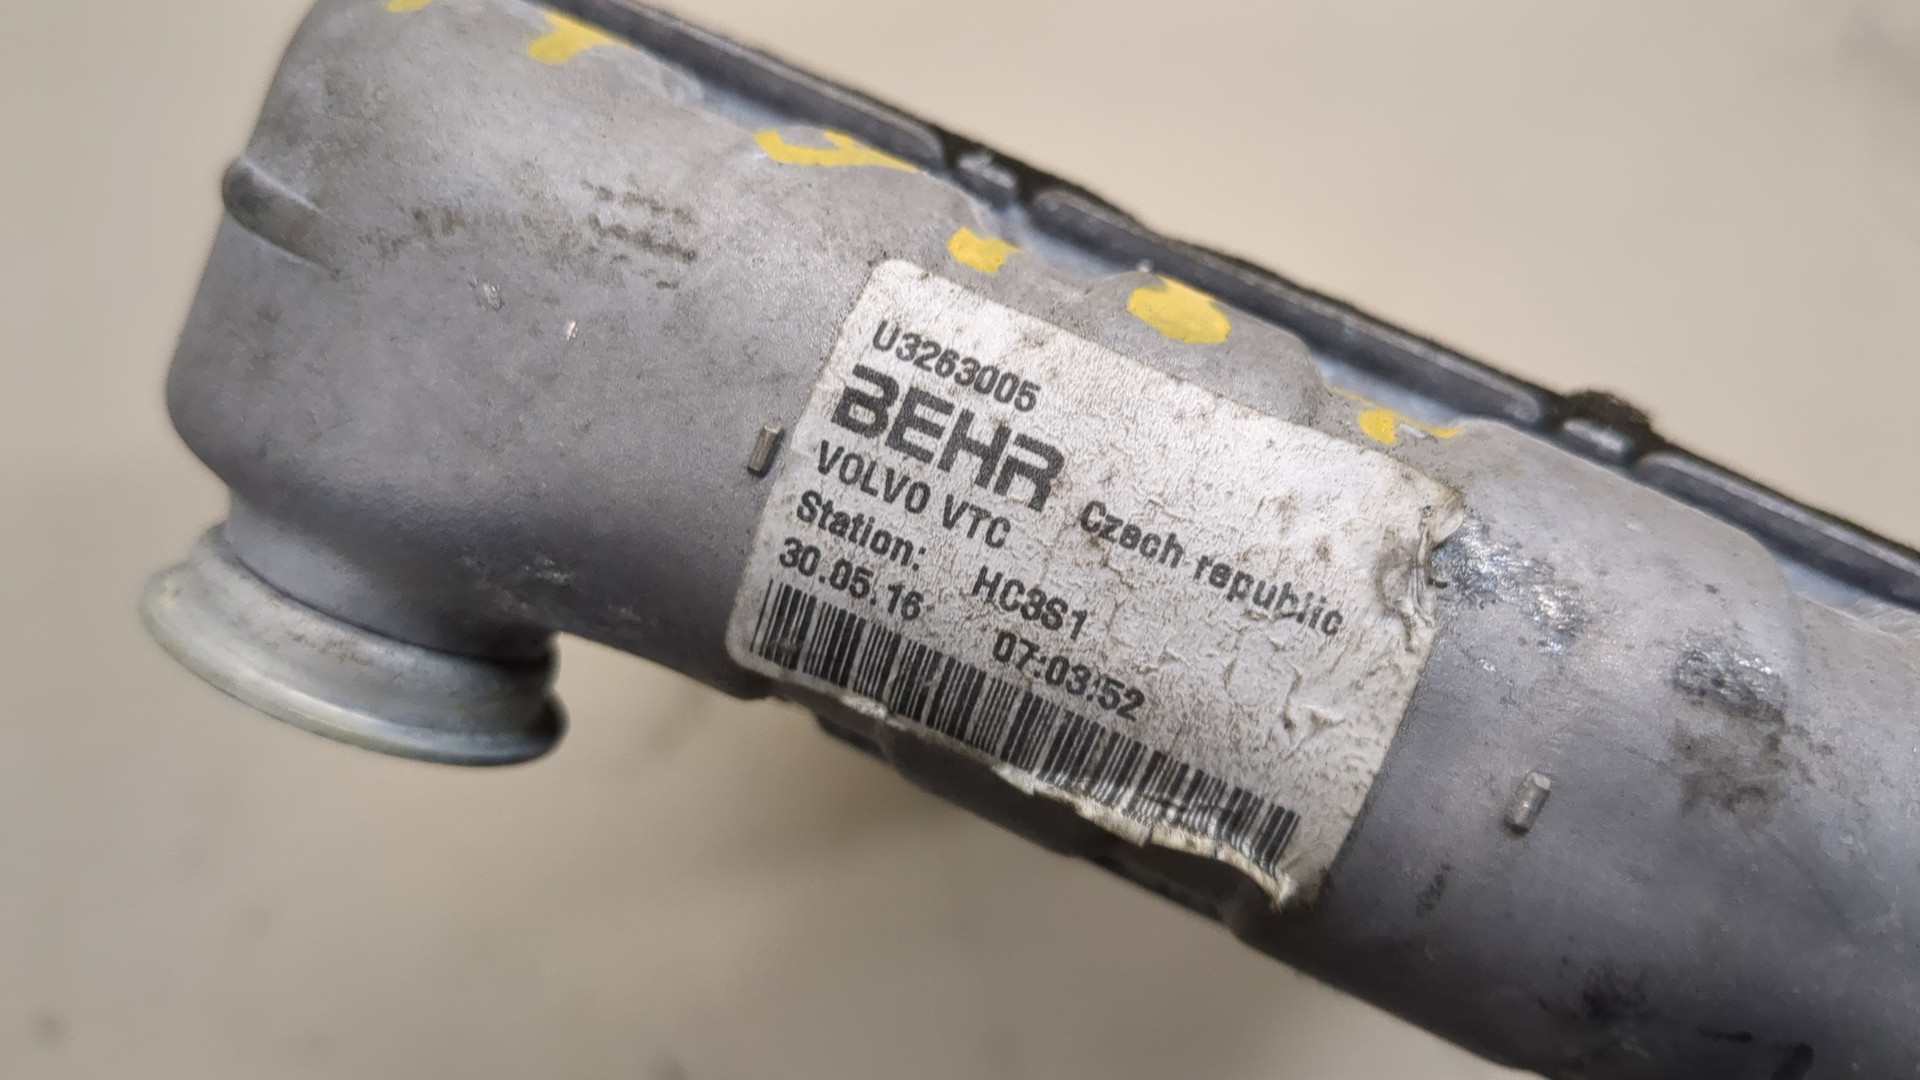 U3263005
BEHR Czech republic
VOLVO VTC
Station: HC3S1
30.05.16 07:03:52